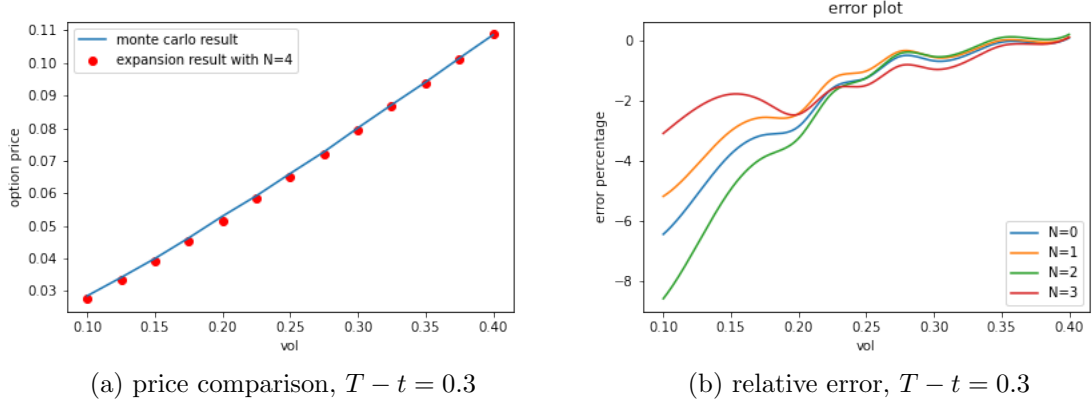 monte carlo result
expansion result with N=4
0.11
0.10
0.09
0.08
0.07
0.06
0.05
0.04
0.03
option price
0.10 0.15 0.20 0.25 0.30 0.35 0.40
vol
(a) price comparison, T − t = 0.3
error plot
0
−2
−4
−6
−8
error percentage
N=0
N=1
N=2
N=3
0.10 0.15 0.20 0.25 0.30 0.35 0.40
vol
(b) relative error, T − t = 0.3